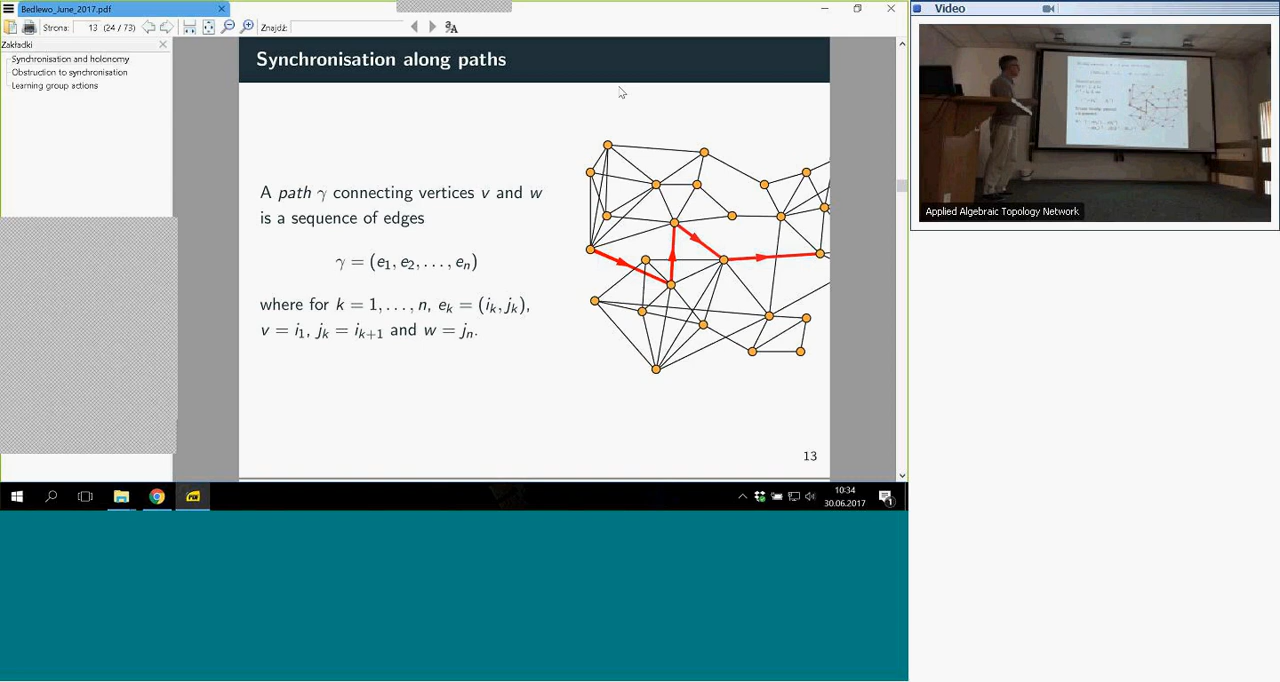 Bedlewo_June_2017.pdf
Strona: 13 (24 / 73)
Znajdź:
Zakładki
Synchronisation and holonomy
Obstruction to synchronisation
Learning group actions
Synchronisation along paths
A path γ connecting vertices v and w
is a sequence of edges
γ = (e₁, e₂, . . . , eₙ)
where for k = 1, . . . , n, eₖ = (iₖ, jₖ),
v = i₁, jₖ = iₖ₊₁ and w = jₙ.
13
10:34
30.06.2017
Video
Applied Algebraic Topology Network